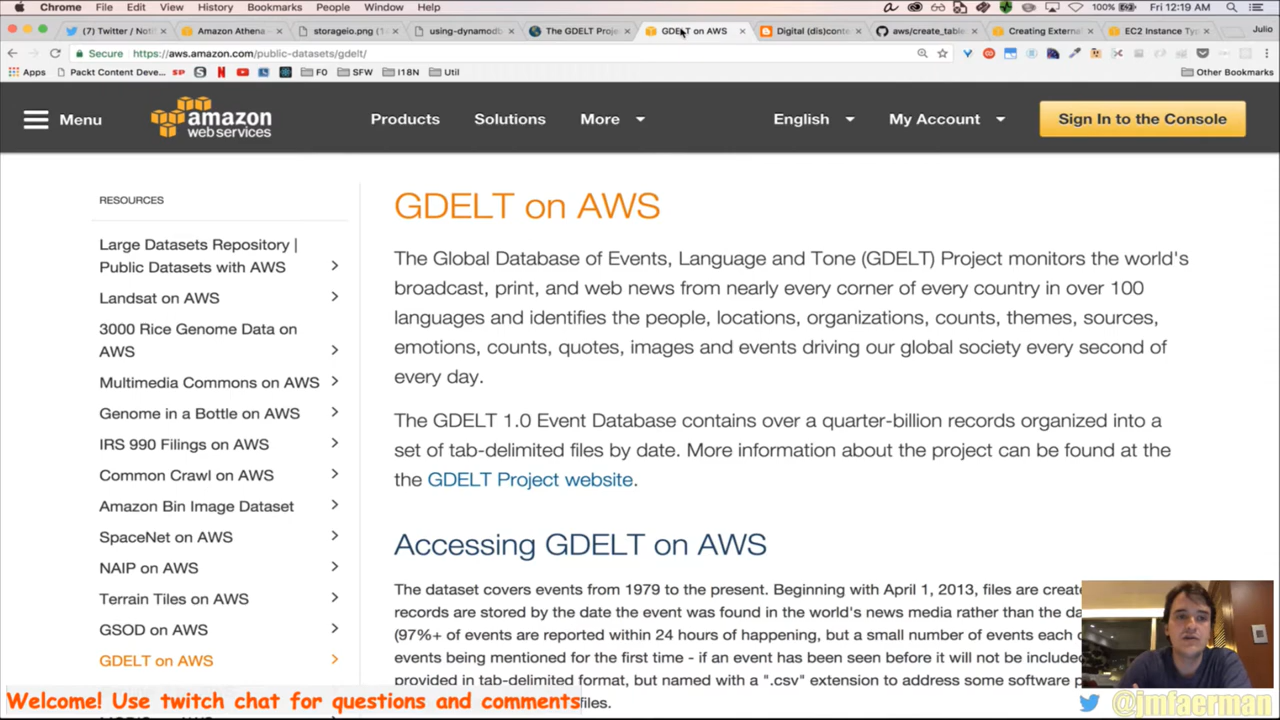 Chrome File Edit View History Bookmarks People Window Help 100% Fri 12:19 AM
(7) Twitter / Noti Amazon Athena storageio.png (1 using-dynamodb The GDELT Proje GDELT on AWS Digital (dis)conte aws/create_table Creating External EC2 Instance Typ Julio
Secure https://aws.amazon.com/public-datasets/gdelt/
Apps Packt Content Dev SFW I18N Util Other Bookmarks
Menu amazon web services Products Solutions More English My Account Sign In to the Console
RESOURCES
Large Datasets Repository |
Public Datasets with AWS
Landsat on AWS
3000 Rice Genome Data on
AWS
Multimedia Commons on AWS
Genome in a Bottle on AWS
IRS 990 Filings on AWS
Common Crawl on AWS
Amazon Bin Image Dataset
SpaceNet on AWS
NAIP on AWS
Terrain Tiles on AWS
GSOD on AWS
GDELT on AWS
GDELT on AWS
The Global Database of Events, Language and Tone (GDELT) Project monitors the world's
broadcast, print, and web news from nearly every corner of every country in over 100
languages and identifies the people, locations, organizations, counts, themes, sources,
emotions, counts, quotes, images and events driving our global society every second of
every day.
The GDELT 1.0 Event Database contains over a quarter-billion records organized into a
set of tab-delimited files by date. More information about the project can be found at the
the GDELT Project website.
Accessing GDELT on AWS
The dataset covers events from 1979 to the present. Beginning with April 1, 2013, files are create
records are stored by the date the event was found in the world's news media rather than the da
(97%+ of events are reported within 24 hours of happening, but a small number of events each
events being mentioned for the first time - if an event has been seen before it will not be include
provided in tab-delimited format, but named with a ".csv" extension to address some software p
files.
Welcome! Use twitch chat for questions and comments
@jmfaerman